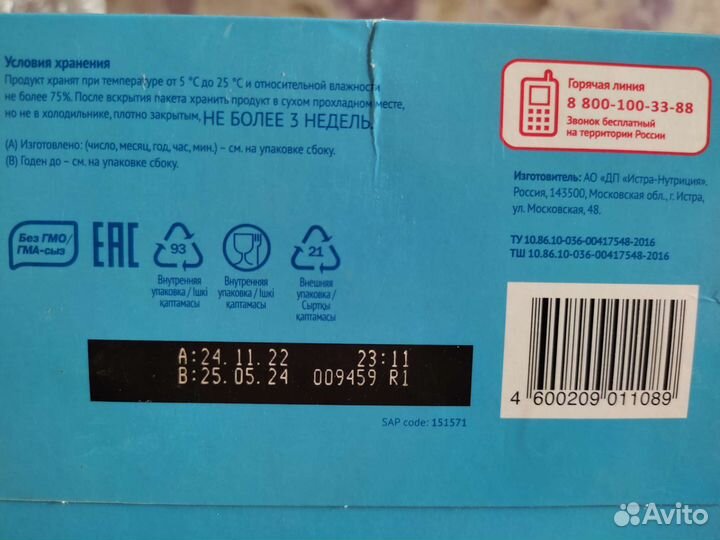 Условия хранения
Продукт хранят при температуре от 5 °C до 25 °C и относительной влажности
не более 75%. После вскрытия пакета хранить продукт в сухом прохладном месте,
но не в холодильнике, плотно закрытым, НЕ БОЛЕЕ 3 НЕДЕЛЬ.
(A) Изготовлено: (число, месяц, год, час, мин.) – см. на упаковке сбоку.
(B) Годен до – см. на упаковке сбоку.
Горячая линия
8 800-100-33-88
Звонок бесплатный
на территории России
Изготовитель: АО «ДП «Истра-Нутриция».
Россия, 143500, Московская обл., г. Истра,
ул. Московская, 48.
ТУ 10.86.10-036-00417548-2016
ТШ 10.86.10-036-00417548-2016
Без ГМО/
ГМА-сыз
EAC
93
21
Внутренняя
упаковка / Ішкі
қаптамасы
Внутренняя
упаковка / Ішкі
қаптамасы
Внешняя
упаковка /
Сыртқы
қаптамасы
A:24.11.22 23:11
B:25.05.24 009459 R1
SAP code: 151571
4 600209 011089
Avito